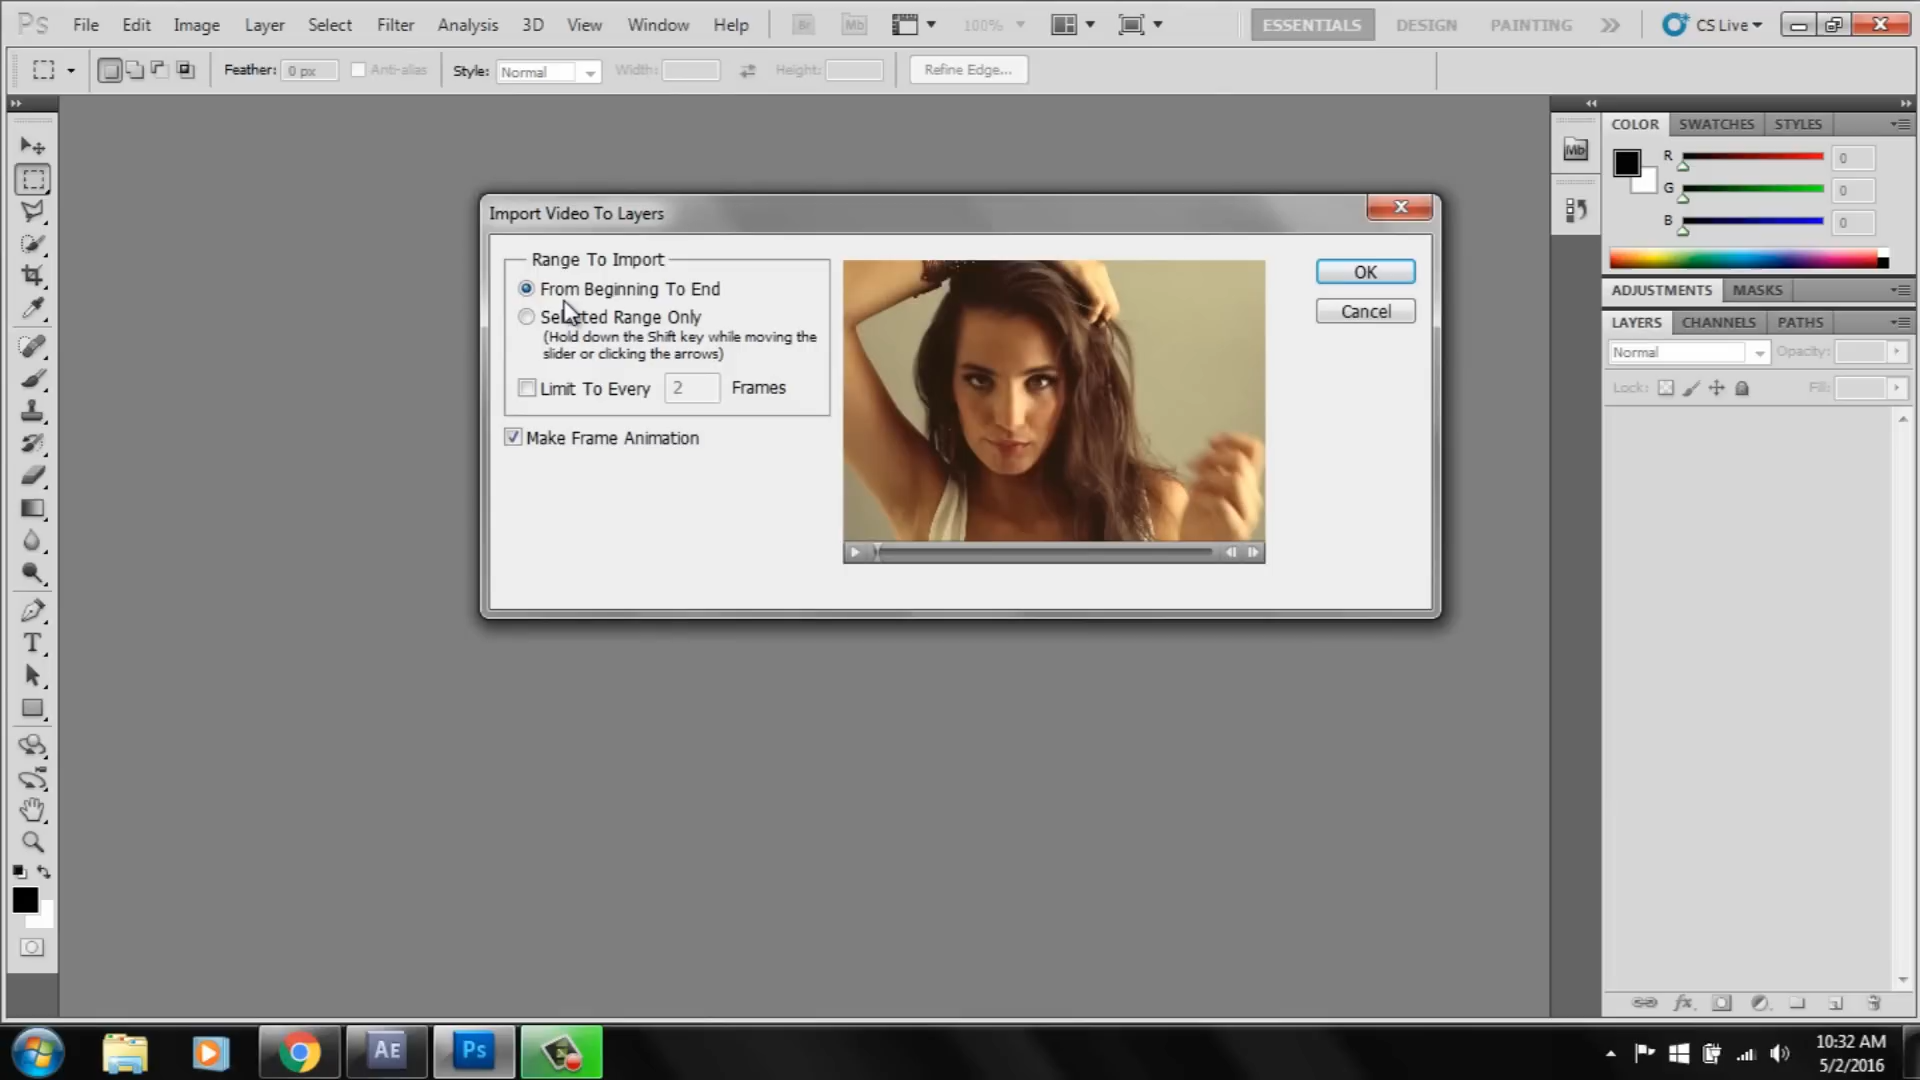 Ps File Edit Image Layer Select Filter Analysis 3D View Window Help Br Mb 100% ESSENTIALS DESIGN PAINTING CS Live
Feather: 0 px Anti-alias Style: Normal Width: Height: Refine Edge...
COLOR SWATCHES STYLES
Mb
R 0
G 0
B 0
ADJUSTMENTS MASKS
LAYERS CHANNELS PATHS
Normal Opacity:
Lock: Fill:
Import Video To Layers
Range To Import
From Beginning To End
Selected Range Only
(Hold down the Shift key while moving the
slider or clicking the arrows)
Limit To Every 2 Frames
Make Frame Animation
OK
Cancel
T
fx
AE
Ps
10:32 AM
5/2/2016